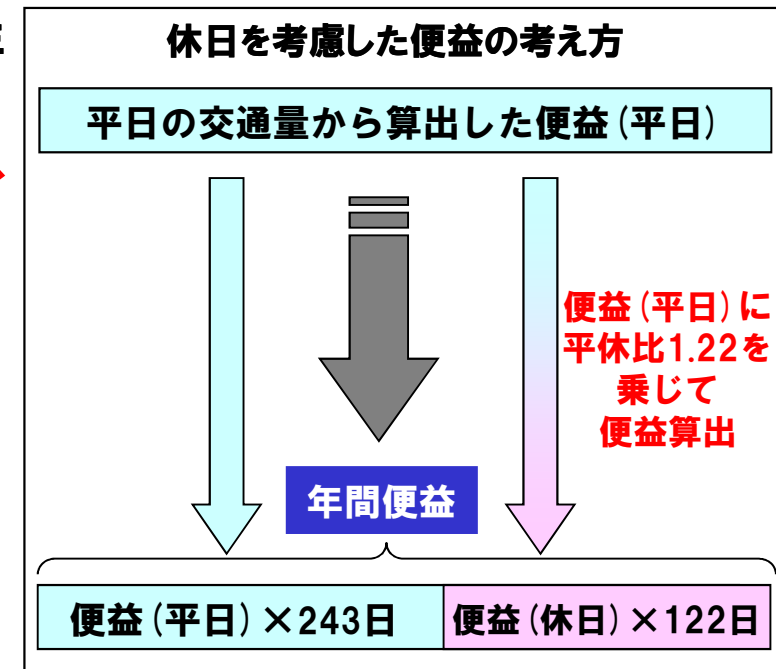 休日を考慮した便益の考え方
平日の交通量から算出した便益(平日)
便益(平日)に
平休比1.22を
乗じて
便益算出
年間便益
便益(平日)×243日
便益(休日)×122日